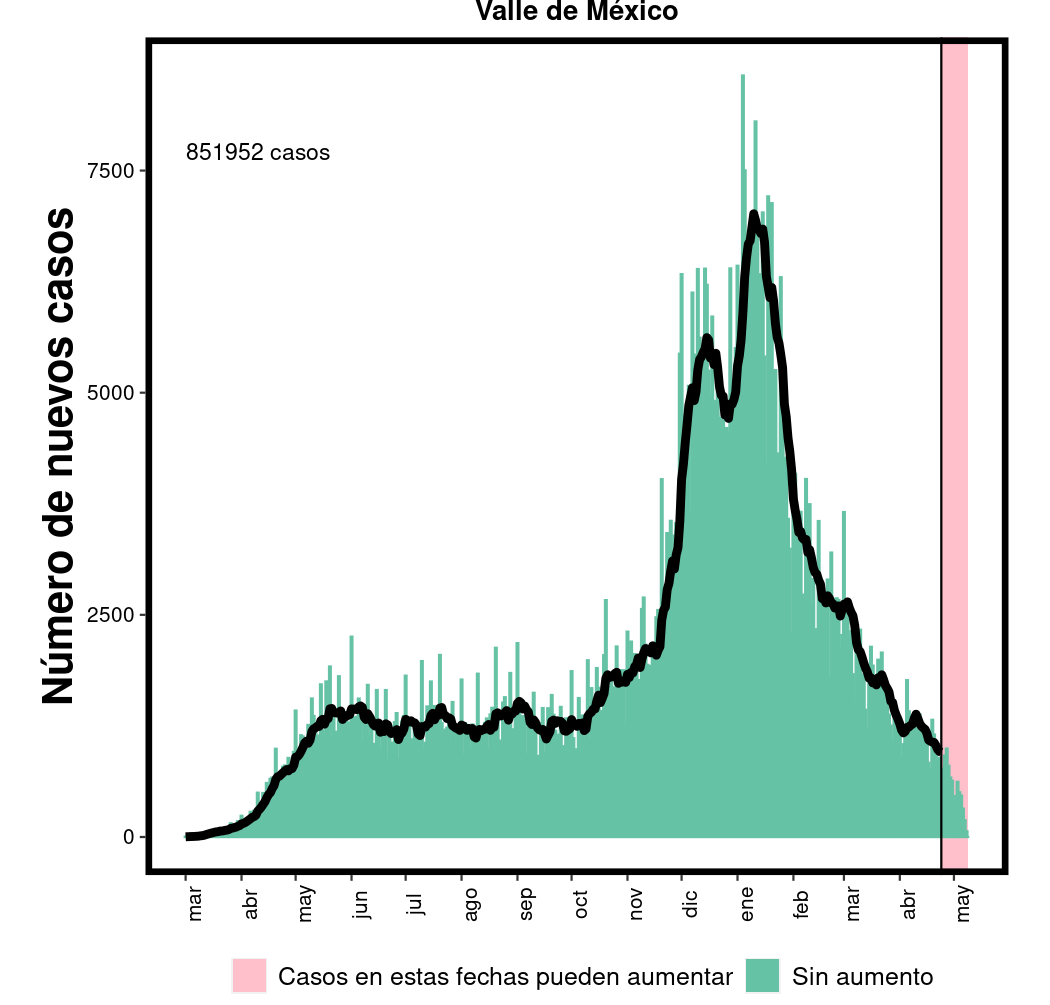 Valle de México
851952 casos
Número de nuevos casos
7500
5000
2500
0
mar
abr
may
jun
jul
ago
sep
oct
nov
dic
ene
feb
mar
abr
may
Casos en estas fechas pueden aumentar
Sin aumento